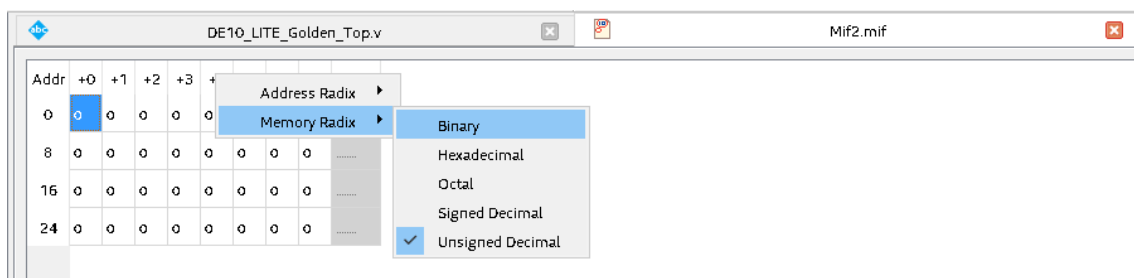 abc DE10_LITE_Golden_Top.v Mif2.mif
Addr +0 +1 +2 +3 +
Address Radix
0 0 0 0 0 0 Memory Radix
Binary
8 0 0 0 0 0 0 0 0 ........
Hexadecimal
Octal
16 0 0 0 0 0 0 0 0 ........
Signed Decimal
24 0 0 0 0 0 0 0 0 ........
Unsigned Decimal